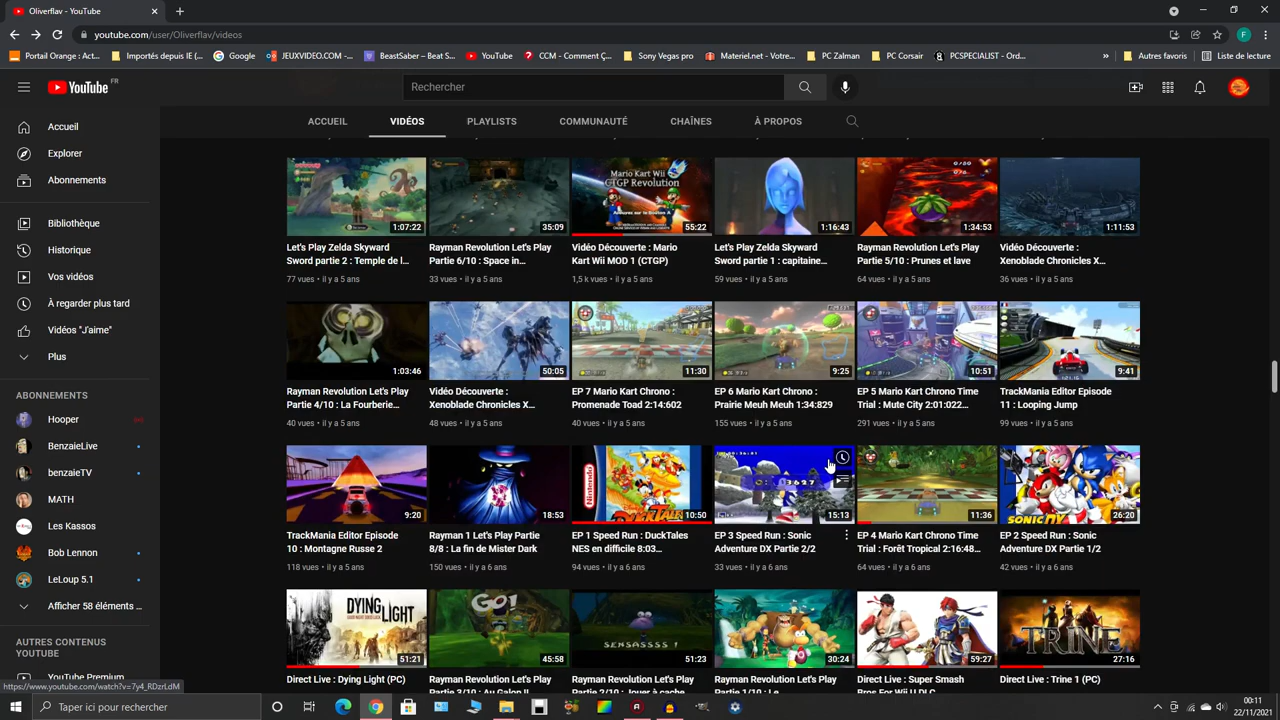 Oliverflav - YouTube
youtube.com/user/Oliverflav/videos
Portail Orange : Act... Importés depuis IE (... Google JEUXVIDEO.COM -... BeastSaber – Beat S... YouTube CCM - Comment Ç... Sony Vegas pro Materiel.net - Votre... PC Zalman PC Corsair PCSPECIALIST - Ord... » Autres favoris Liste de lecture
YouTube FR
Rechercher
ACCUEIL VIDÉOS PLAYLISTS COMMUNAUTÉ CHAÎNES À PROPOS
Accueil
Explorer
Abonnements
Bibliothèque
Historique
Vos vidéos
À regarder plus tard
Vidéos "J'aime"
Plus
ABONNEMENTS
Hooper
BenzaieLive
benzaieTV
MATH
Les Kassos
Bob Lennon
LeLoup 5.1
Afficher 58 éléments ...
AUTRES CONTENUS
YOUTUBE
YouTube Premium
Mario Kart Wii
CTGP Revolution
0/50
1:07:22 35:09 55:22 1:16:43 1:34:53 1:11:53
Let's Play Zelda Skyward Rayman Revolution Let's Play Vidéo Découverte : Mario Let's Play Zelda Skyward Rayman Revolution Let's Play Vidéo Découverte :
Sword partie 2 : Temple de l... Partie 6/10 : Space in... Kart Wii MOD 1 (CTGP) Sword partie 1 : capitaine... Partie 5/10 : Prunes et lave Xenoblade Chronicles X...
77 vues • il y a 5 ans 33 vues • il y a 5 ans 1,5 k vues • il y a 5 ans 59 vues • il y a 5 ans 64 vues • il y a 5 ans 36 vues • il y a 5 ans
1:03:46 50:05 11:30 9:25 10:51 9:41
Rayman Revolution Let's Play Vidéo Découverte : EP 7 Mario Kart Chrono : EP 6 Mario Kart Chrono : EP 5 Mario Kart Chrono Time TrackMania Editor Episode
Partie 4/10 : La Fourberie... Xenoblade Chronicles X... Promenade Toad 2:14:602 Prairie Meuh Meuh 1:34:829 Trial : Mute City 2:01:022... 11 : Looping Jump
40 vues • il y a 5 ans 48 vues • il y a 5 ans 40 vues • il y a 5 ans 155 vues • il y a 5 ans 291 vues • il y a 5 ans 99 vues • il y a 5 ans
Nintendo
9:20 18:53 10:50 15:13 11:36 26:20
TrackMania Editor Episode Rayman 1 Let's Play Partie EP 1 Speed Run : DuckTales EP 3 Speed Run : Sonic EP 4 Mario Kart Chrono Time EP 2 Speed Run : Sonic
10 : Montagne Russe 2 8/8 : La fin de Mister Dark NES en difficile 8:03... Adventure DX Partie 2/2 Trial : Forêt Tropical 2:16:48... Adventure DX Partie 1/2
118 vues • il y a 5 ans 150 vues • il y a 6 ans 94 vues • il y a 6 ans 33 vues • il y a 6 ans 64 vues • il y a 6 ans 42 vues • il y a 6 ans
DYING LIGHT GO! SENSASSSS ! TRINE
51:21 45:58 51:23 30:24 59:27 27:16
Direct Live : Dying Light (PC) Rayman Revolution Let's Play Rayman Revolution Let's Play Rayman Revolution Let's Play Direct Live : Super Smash Direct Live : Trine 1 (PC)
Partie 3/10 : Au Galop !! Partie 2/10 : Jouer à cache Partie 1/10 : Le Bros For Wii U DLC
https://www.youtube.com/watch?v=7y4_RDzrLdM
Taper ici pour rechercher
00:11
22/11/2021